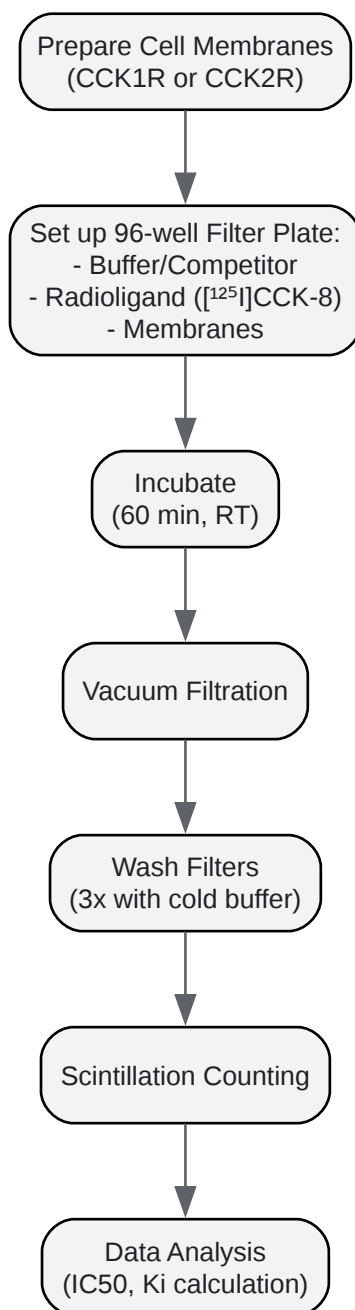 Prepare Cell Membranes
(CCK1R or CCK2R)
Set up 96-well Filter Plate:
- Buffer/Competitor
- Radioligand ([¹²⁵I]CCK-8)
- Membranes
Incubate
(60 min, RT)
Vacuum Filtration
Wash Filters
(3x with cold buffer)
Scintillation Counting
Data Analysis
(IC50, Ki calculation)